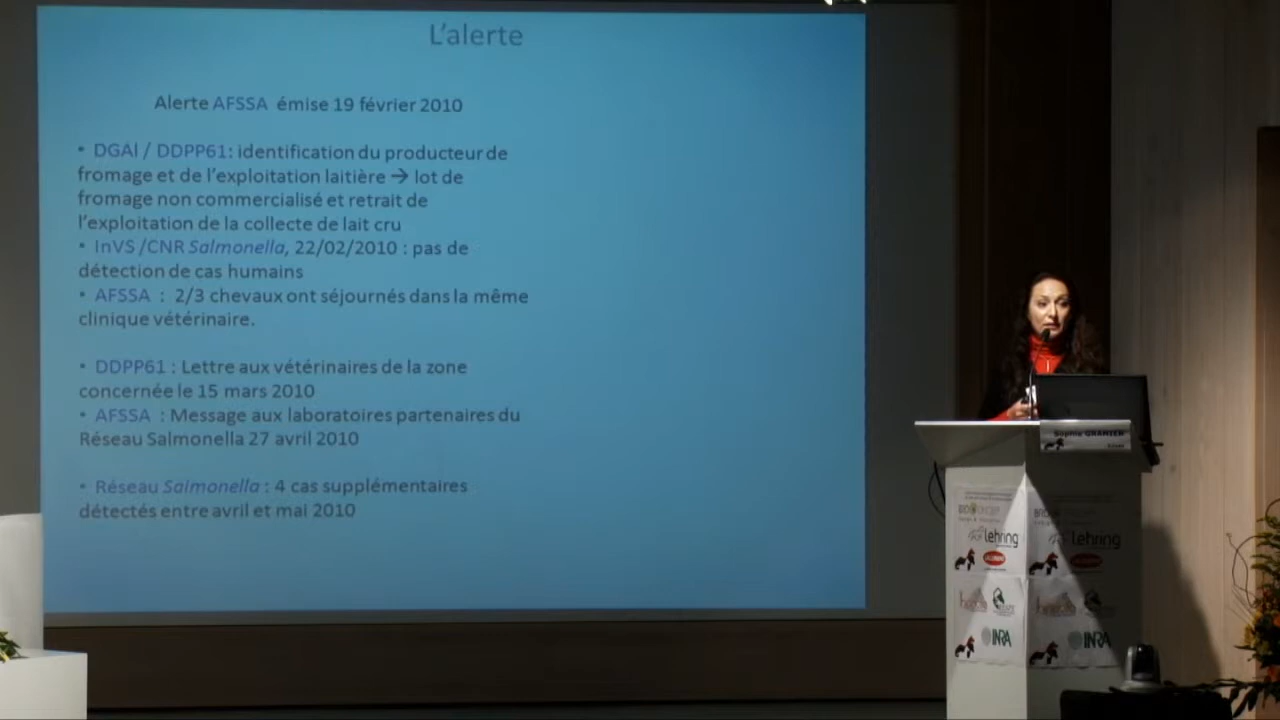 L'alerte
Alerte AFSSA émise 19 février 2010
• DGAl / DDPP61: identification du producteur de
fromage et de l'exploitation laitière → lot de
fromage non commercialisé et retrait de
l'exploitation de la collecte de lait cru
• InVS /CNR Salmonella, 22/02/2010 : pas de
détection de cas humains
• AFSSA : 2/3 chevaux ont séjournés dans la même
clinique vétérinaire.
• DDPP61 : Lettre aux vétérinaires de la zone
concernée le 15 mars 2010
• AFSSA : Message aux laboratoires partenaires du
Réseau Salmonella 27 avril 2010
• Réseau Salmonella : 4 cas supplémentaires
détectés entre avril et mai 2010
Sophie GRANIER
lehring
lehring
INRA
INRA